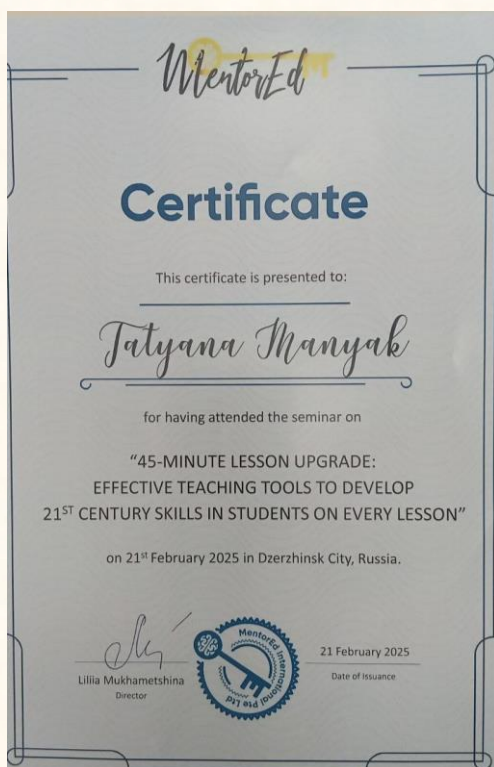 MentorEd
Certificate
This certificate is presented to:
Tatyana Manyak
for having attended the seminar on
“45-MINUTE LESSON UPGRADE:
EFFECTIVE TEACHING TOOLS TO DEVELOP
21ST CENTURY SKILLS IN STUDENTS ON EVERY LESSON”
on 21st February 2025 in Dzerzhinsk City, Russia.
MentorEd International Pte Ltd
Liliia Mukhametshina
Director
21 February 2025
Date of Issuance